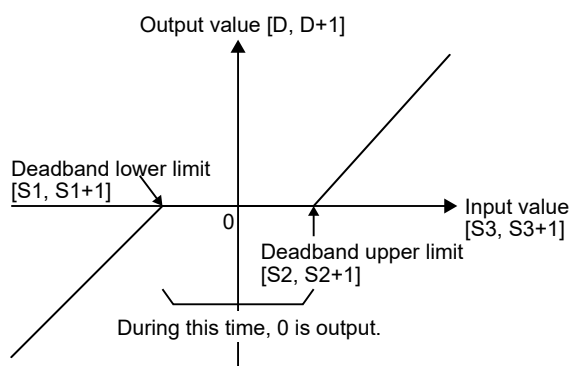 Output value [D, D+1]
Deadband lower limit
[S1, S1+1]
0
Input value
[S3, S3+1]
Deadband upper limit
[S2, S2+1]
During this time, 0 is output.